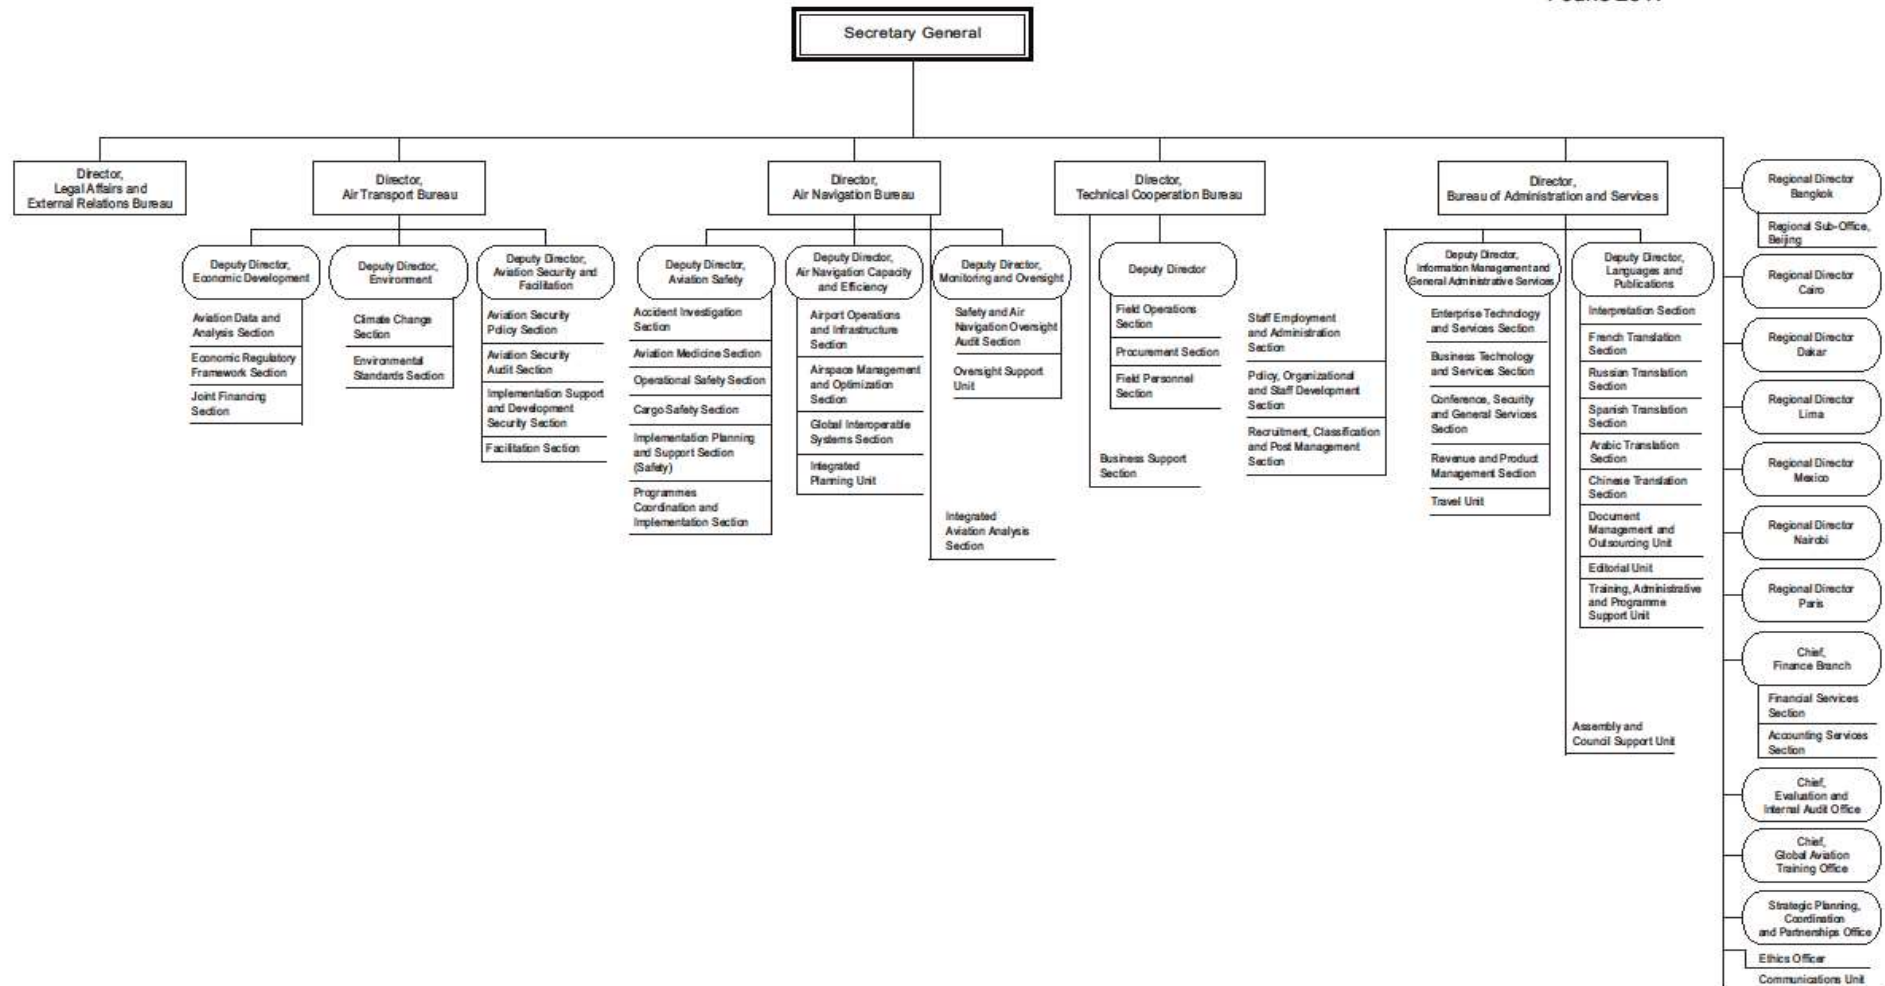 Secretary General
Director,
Legal Affairs and
External Relations Bureau
Director,
Air Transport Bureau
Director,
Air Navigation Bureau
Director,
Technical Cooperation Bureau
Director,
Bureau of Administration and Services
Deputy Director,
Economic Development
Aviation Data and
Analysis Section
Economic Regulatory
Framework Section
Joint Financing
Section
Deputy Director,
Environment
Climate Change
Section
Environmental
Standards Section
Deputy Director,
Aviation Security and
Facilitation
Aviation Security
Policy Section
Aviation Security
Audit Section
Implementation Support
and Development
Security Section
Facilitation Section
Deputy Director,
Aviation Safety
Accident Investigation
Section
Aviation Medicine Section
Operational Safety Section
Cargo Safety Section
Implementation Planning
and Support Section
(Safety)
Programmes
Coordination and
Implementation Section
Deputy Director,
Air Navigation Capacity
and Efficiency
Airport Operations
and Infrastructure
Section
Airspace Management
and Optimization
Section
Global Interoperable
Systems Section
Integrated
Planning Unit
Deputy Director,
Monitoring and Oversight
Safety and Air
Navigation Oversight
Audit Section
Oversight Support
Unit
Integrated
Aviation Analysis
Section
Deputy Director
Field Operations
Section
Procurement Section
Field Personnel
Section
Business Support
Section
Staff Employment
and Administration
Section
Policy, Organizational
and Staff Development
Section
Recruitment, Classification
and Post Management
Section
Deputy Director,
Information Management and
General Administrative Services
Enterprise Technology
and Services Section
Business Technology
and Services Section
Conference, Security
and General Services
Section
Revenue and Product
Management Section
Travel Unit
Deputy Director,
Languages and
Publications
Interpretation Section
French Translation
Section
Russian Translation
Section
Spanish Translation
Section
Arabic Translation
Section
Chinese Translation
Section
Document
Management and
Outsourcing Unit
Editorial Unit
Training, Administrative
and Programme
Support Unit
Assembly and
Council Support Unit
Regional Director
Bangkok
Regional Sub-Office,
Beijing
Regional Director
Cairo
Regional Director
Dakar
Regional Director
Lima
Regional Director
Mexico
Regional Director
Nairobi
Regional Director
Paris
Chief,
Finance Branch
Financial Services
Section
Accounting Services
Section
Chief,
Evaluation and
Internal Audit Office
Chief,
Global Aviation
Training Office
Strategic Planning,
Coordination
and Partnerships Office
Ethics Officer
Communications Unit